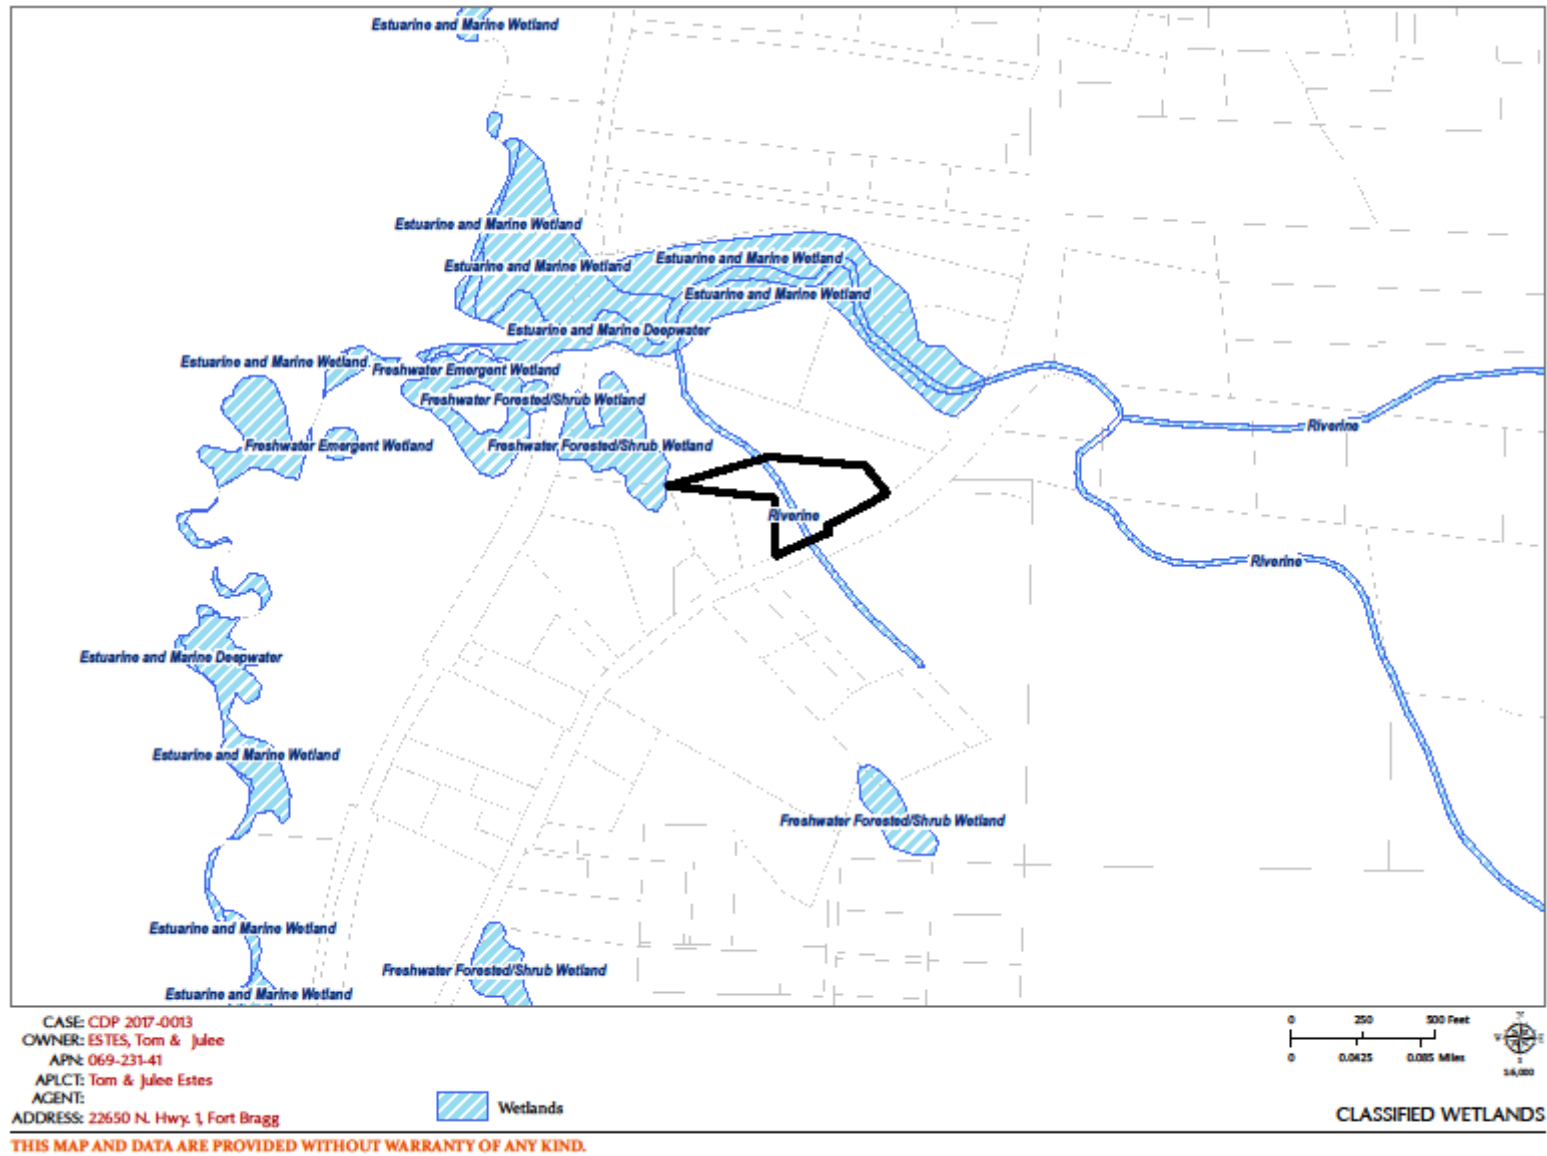 Estuarine and Marine Wetland
Estuarine and Marine Wetland
Estuarine and Marine Wetland
Estuarine and Marine Wetland
Estuarine and Marine Wetland
Estuarine and Marine Deepwater
Estuarine and Marine Wetland
Freshwater Emergent Wetland
Freshwater Forested/Shrub Wetland
Riverine
Freshwater Emergent Wetland
Freshwater Forested/Shrub Wetland
Riverine
Riverine
Estuarine and Marine Deepwater
Estuarine and Marine Wetland
Freshwater Forested/Shrub Wetland
Estuarine and Marine Wetland
Freshwater Forested/Shrub Wetland
Estuarine and Marine Wetland
CASE: CDP 2017-0013
OWNER: ESTES, Tom & Julee
APN: 069-231-41
APLCT: Tom & Julee Estes
AGENT:
ADDRESS: 22650 N. Hwy. 1, Fort Bragg
Wetlands
0 250 500 Feet
0 0.0425 0.085 Miles
1:6,000
CLASSIFIED WETLANDS
THIS MAP AND DATA ARE PROVIDED WITHOUT WARRANTY OF ANY KIND.